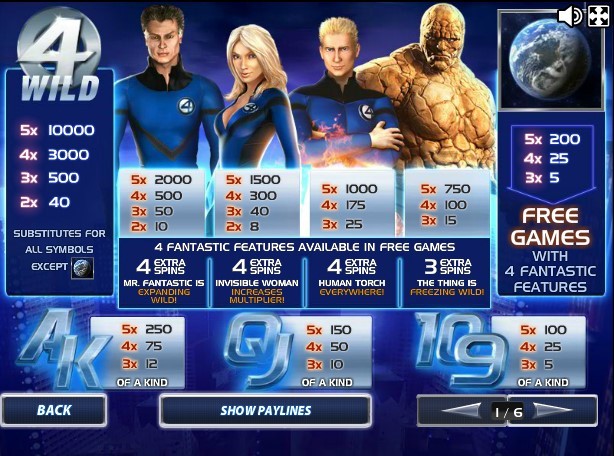 4
WILD
5x 10000
4x 3000
3x 500
2x 40
SUBSTITUTES FOR
ALL SYMBOLS
EXCEPT
4
4
5x 2000
4x 500
3x 50
2x 10
5x 1500
4x 300
3x 40
2x 8
5x 1000
4x 175
3x 25
5x 750
4x 100
3x 15
5x 200
4x 25
3x 5
FREE
GAMES
WITH
4 FANTASTIC
FEATURES
4 FANTASTIC FEATURES AVAILABLE IN FREE GAMES
4 EXTRA SPINS
MR. FANTASTIC IS
EXPANDING
WILD!
4 EXTRA SPINS
INVISIBLE WOMAN
INCREASES
MULTIPLIER!
4 EXTRA SPINS
HUMAN TORCH
EVERYWHERE!
3 EXTRA SPINS
THE THING IS
FREEZING WILD!
AK
5x 250
4x 75
3x 12
OF A KIND
QJ
5x 150
4x 50
3x 10
OF A KIND
10 9
5x 100
4x 25
3x 5
OF A KIND
BACK
SHOW PAYLINES
1/6